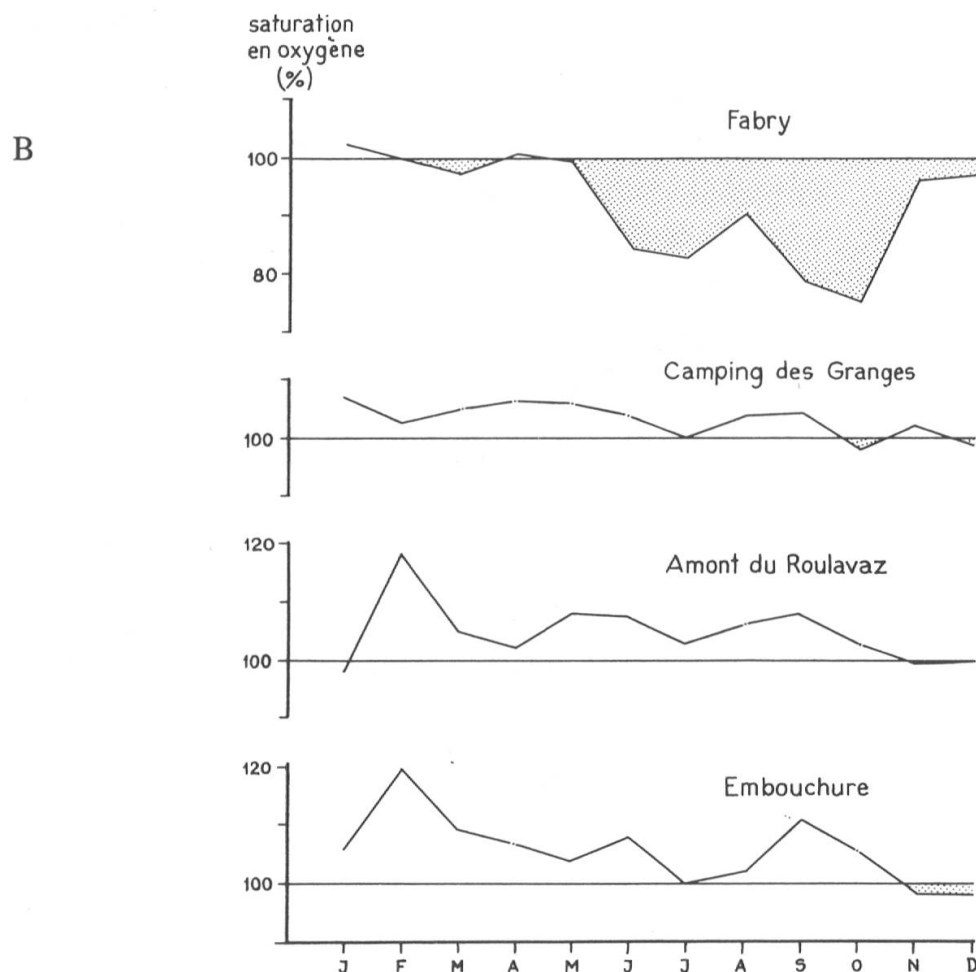 saturation
en oxygène
(%)
B
Fabry
100
80
Camping des Granges
100
120
Amont du Roulavaz
100
120
Embouchure
100
J F M A M J J A S O N D